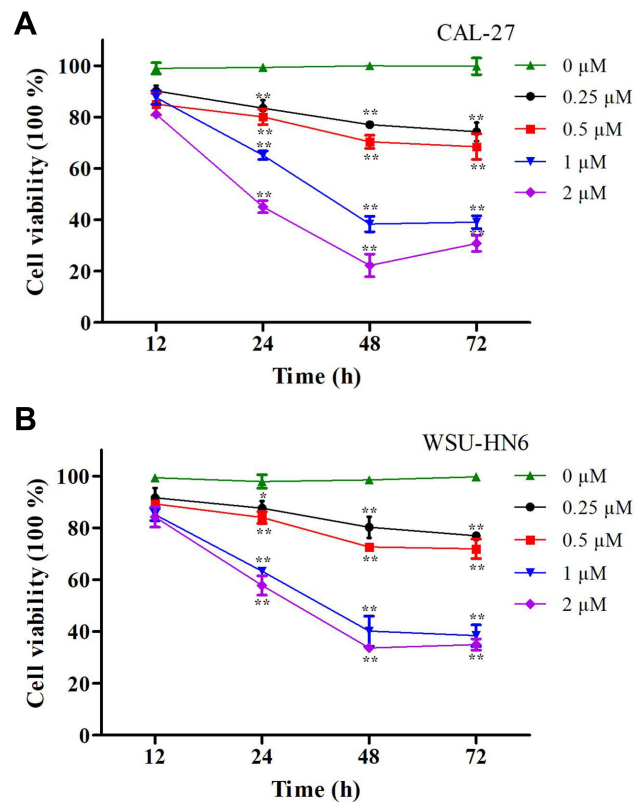 A
CAL-27
Cell viability (100 %)
100
80
60
40
20
0
** ** **
** ** **
** ** **
** ** **
12 24 48 72
Time (h)
0 µM
0.25 µM
0.5 µM
1 µM
2 µM
B
WSU-HN6
Cell viability (100 %)
100
80
60
40
20
0
* ** **
** ** **
** ** **
** ** **
12 24 48 72
Time (h)
0 µM
0.25 µM
0.5 µM
1 µM
2 µM